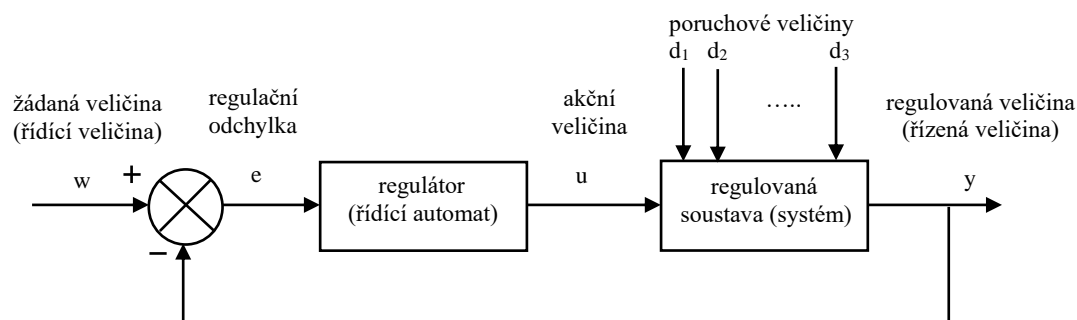 poruchové veličiny
d1 d2 d3
…..
žádaná veličina
(řídící veličina)
regulační
odchylka
akční
veličina
regulovaná veličina
(řízená veličina)
w
+
e
regulátor
(řídící automat)
u
regulovaná
soustava (systém)
y
−